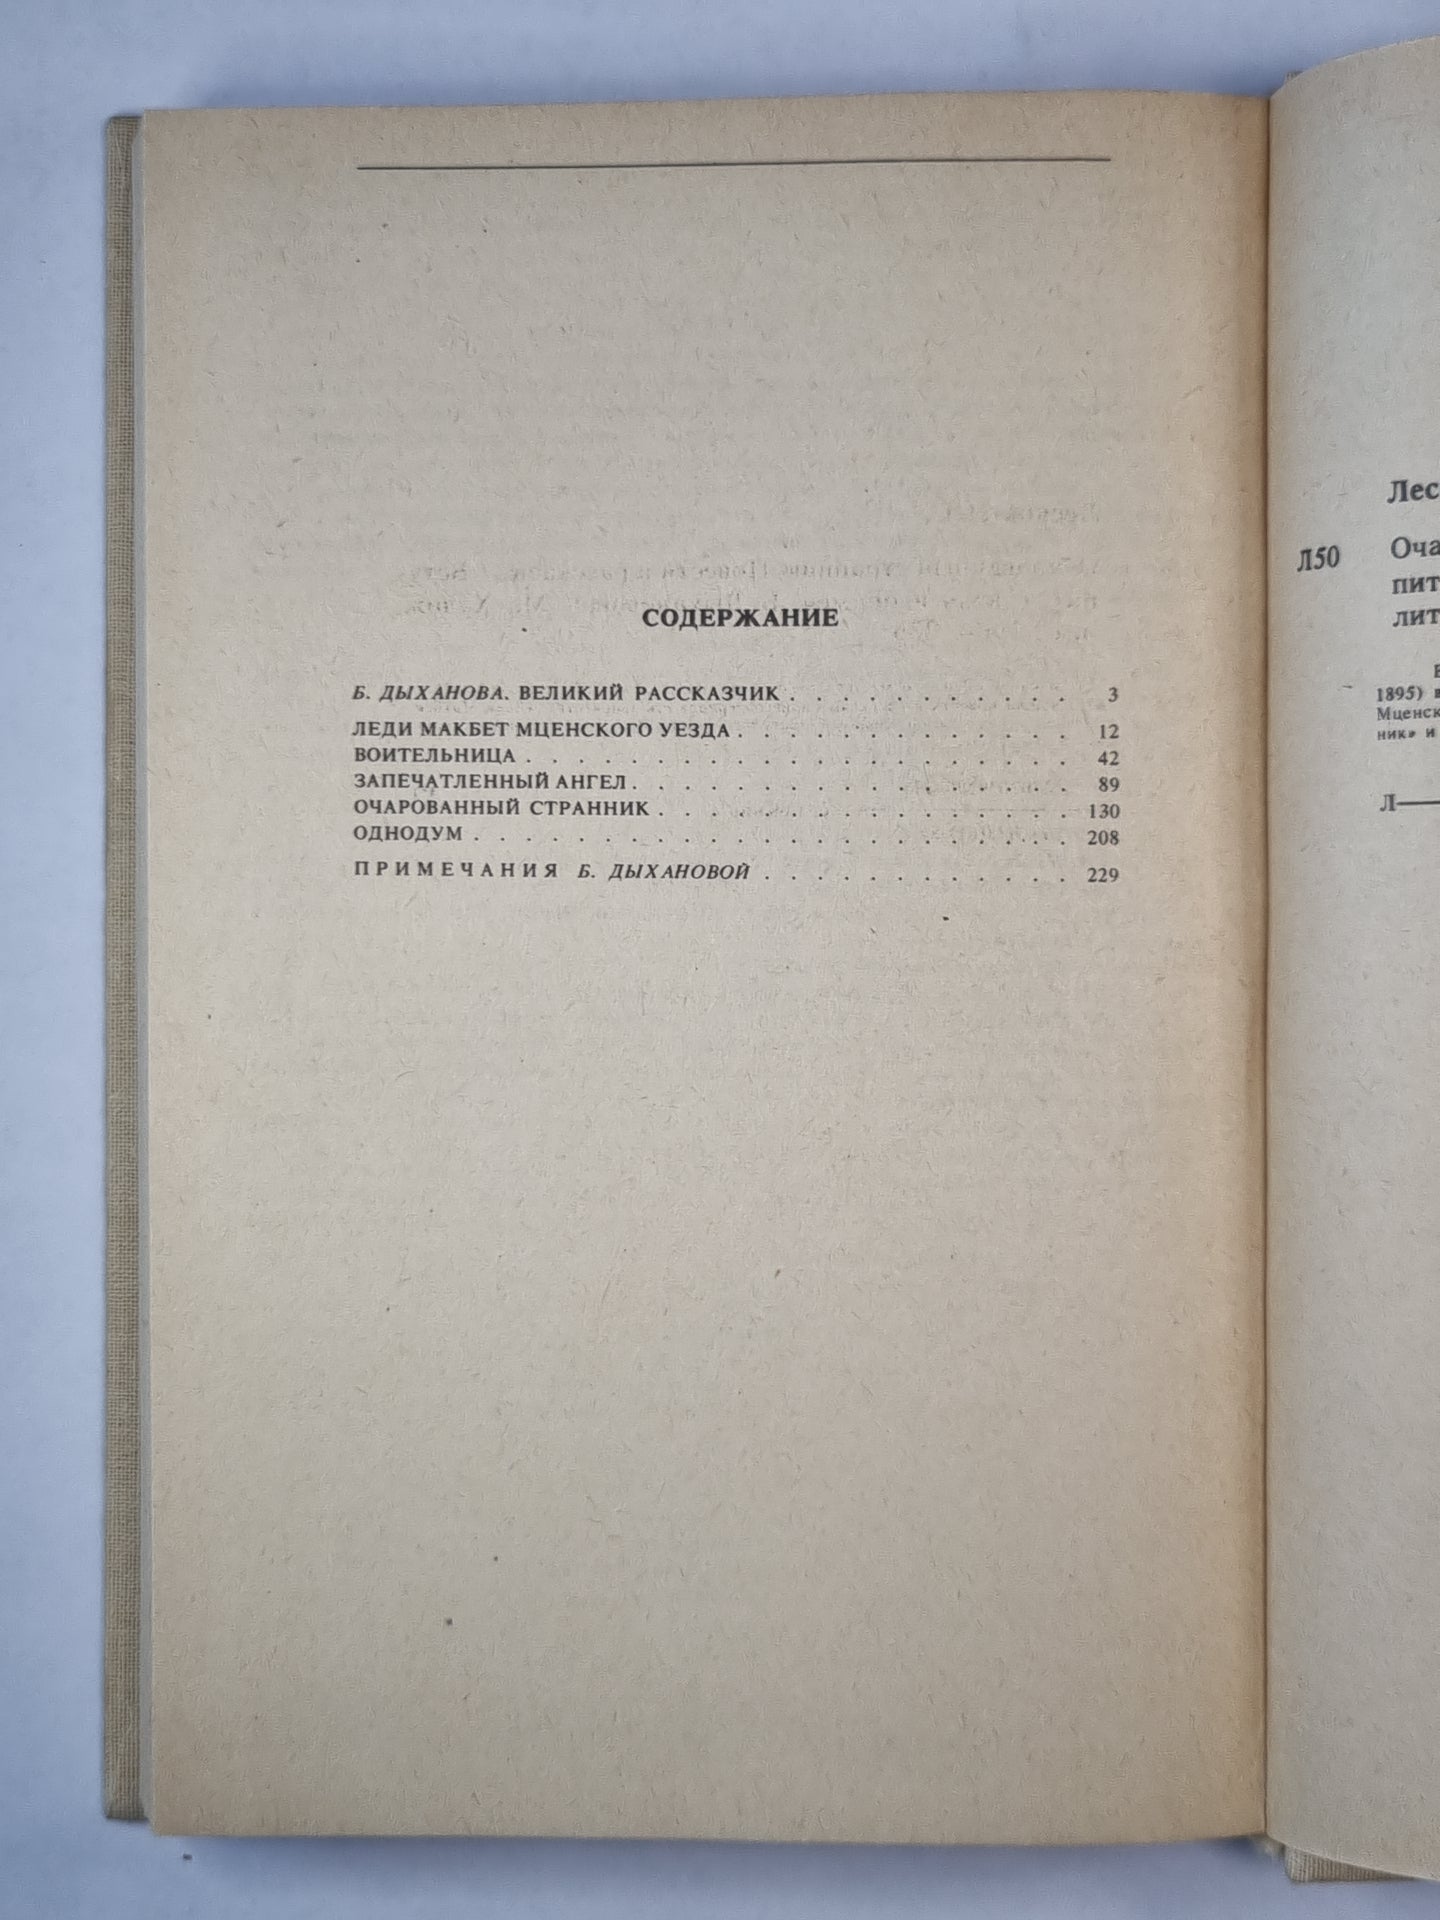 СОДЕРЖАНИЕ
Б. ДЫХАНОВА. ВЕЛИКИЙ РАССКАЗЧИК . . . . . . . . . . . 3
ЛЕДИ МАКБЕТ МЦЕНСКОГО УЕЗДА . . . . . . . . . . . . . 12
ВОИТЕЛЬНИЦА . . . . . . . . . . . . . . . . . . . . . 42
ЗАПЕЧАТЛЕННЫЙ АНГЕЛ . . . . . . . . . . . . . . . . . 89
ОЧАРОВАННЫЙ СТРАННИК . . . . . . . . . . . . . . . . 130
ОДНОДУМ . . . . . . . . . . . . . . . . . . . . . . . 208
ПРИМЕЧАНИЯ Б. ДЫХАНОВОЙ . . . . . . . . . . . . 229
Лес
Л50 Оча
пит
лит
1895) в
Мценск
ник» и
Л—